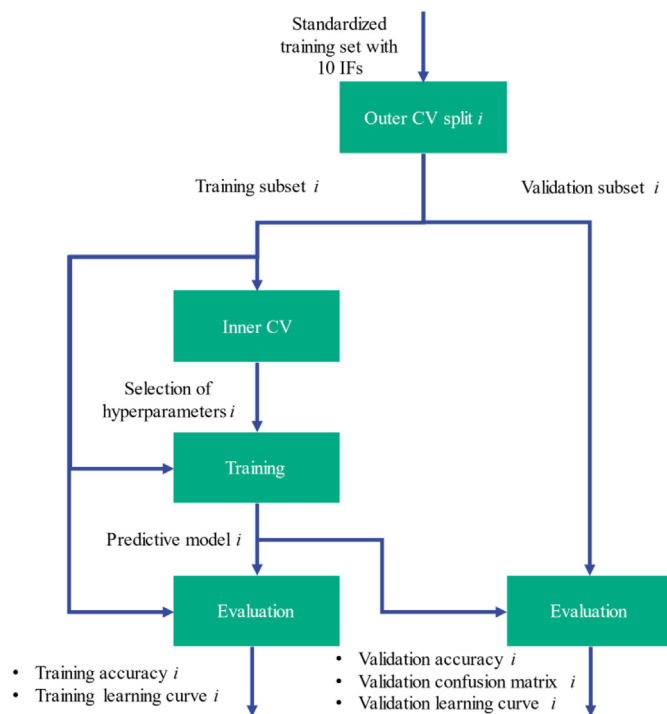 Standardized
training set with
10 IFs
Outer CV split i
Training subset i
Validation subset i
Inner CV
Selection of
hyperparameters i
Training
Predictive model i
Evaluation
Evaluation
• Training accuracy i
• Training learning curve i
• Validation accuracy i
• Validation confusion matrix i
• Validation learning curve i